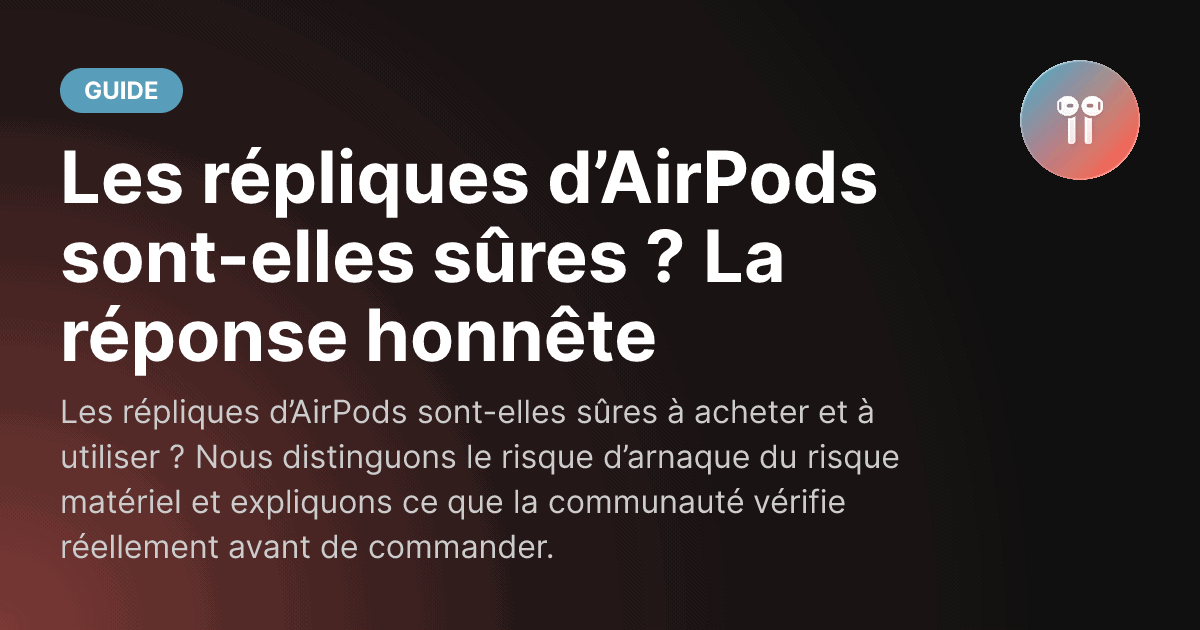 GUIDE
Les répliques d’AirPods
sont-elles sûres ? La
réponse honnête
Les répliques d’AirPods sont-elles sûres à acheter et à
utiliser ? Nous distinguons le risque d’arnaque du risque
matériel et expliquons ce que la communauté vérifie
réellement avant de commander.